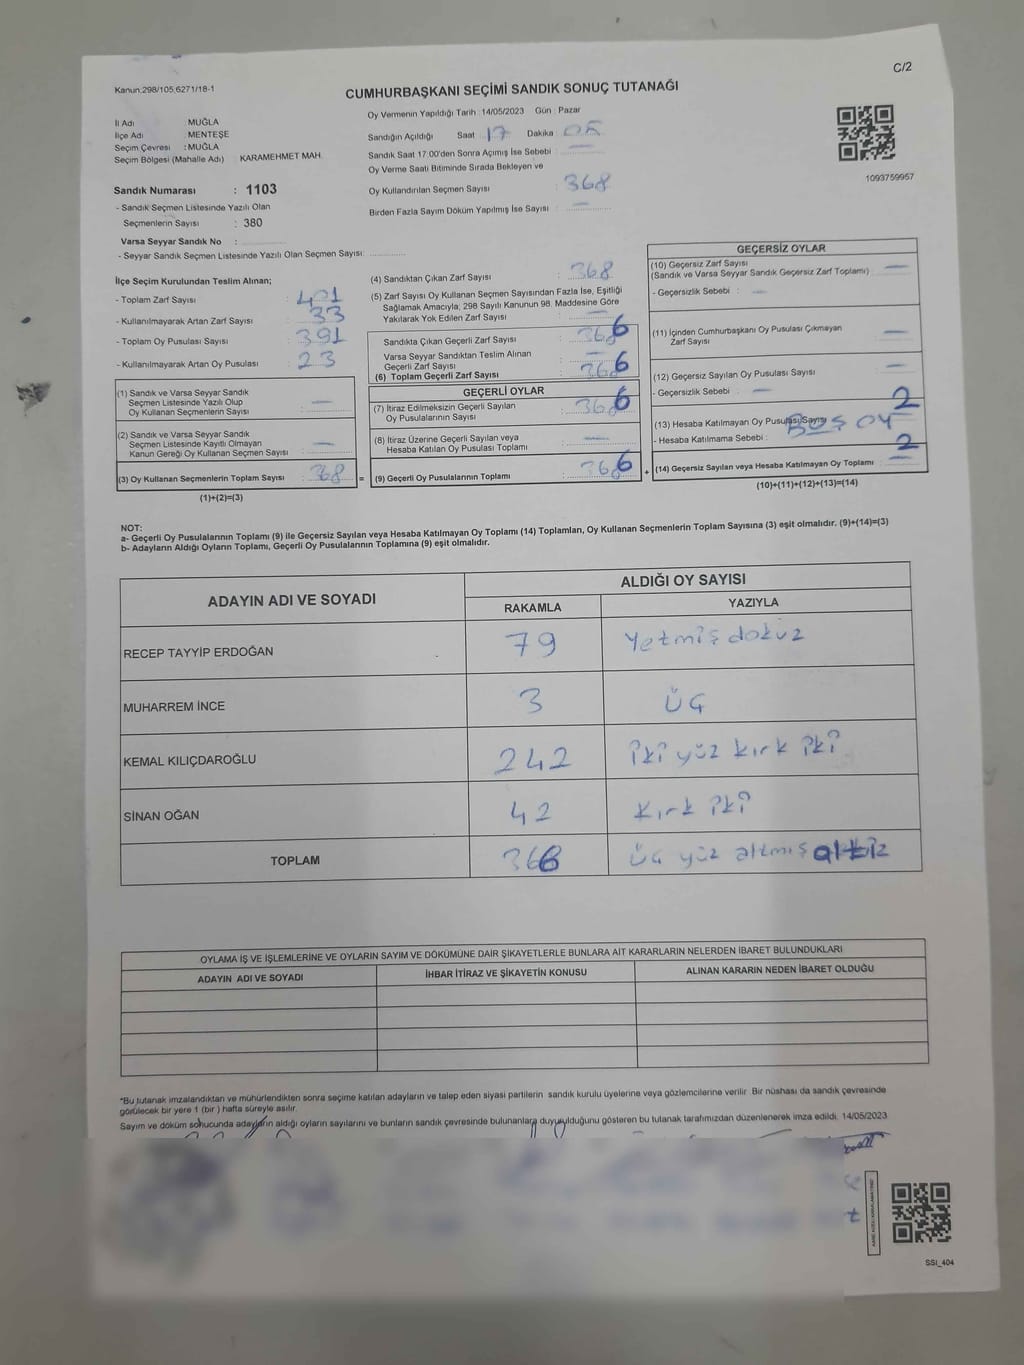 C/2
Kanun:298/105,6271/18-1
CUMHURBAŞKANI SEÇİMİ SANDIK SONUÇ TUTANAĞI
İl Adı : MUĞLA
İlçe Adı : MENTEŞE
Seçim Çevresi : MUĞLA
Seçim Bölgesi (Mahalle Adı) KARAMEHMET MAH.
Oy Vermenin Yapıldığı Tarih : 14/05/2023 Gün : Pazar
Sandığın Açıldığı Saat : 17 Dakika : 05
Sandık Saat 17:00'den Sonra Açımış İse Sebebi : —
Oy Verme Saati Bitiminde Sırada Bekleyen ve
Oy Kullandırılan Seçmen Sayısı : 368
Birden Fazla Sayım Döküm Yapılmış İse Sayısı : —
1093759957
Sandık Numarası : 1103
- Sandık Seçmen Listesinde Yazılı Olan
Seçmenlerin Sayısı : 380
Varsa Seyyar Sandık No :
- Seyyar Sandık Seçmen Listesinde Yazılı Olan Seçmen Sayısı:
İlçe Seçim Kurulundan Teslim Alınan;
- Toplam Zarf Sayısı : 401
- Kullanılmayarak Artan Zarf Sayısı : 33
- Toplam Oy Pusulası Sayısı : 391
- Kullanılmayarak Artan Oy Pusulası : 23
(1) Sandık ve Varsa Seyyar Sandık
Seçmen Listesinde Yazılı Olup
Oy Kullanan Seçmenlerin Sayısı —
(2) Sandık ve Varsa Seyyar Sandık
Seçmen Listesinde Kayıtlı Olmayan
Kanun Gereği Oy Kullanan Seçmen Sayısı —
(3) Oy Kullanan Seçmenlerin Toplam Sayısı 368 =
(1)+(2)=(3)
(4) Sandıktan Çıkan Zarf Sayısı : 368
(5) Zarf Sayısı Oy Kullanan Seçmen Sayısından Fazla İse, Eşitliği
Sağlamak Amacıyla; 298 Sayılı Kanunun 98. Maddesine Göre
Yakılarak Yok Edilen Zarf Sayısı : —
Sandıkta Çıkan Geçerli Zarf Sayısı : 366
Varsa Seyyar Sandıktan Teslim Alınan
Geçerli Zarf Sayısı : —
(6) Toplam Geçerli Zarf Sayısı : 366
GEÇERLİ OYLAR
(7) İtiraz Edilmeksizin Geçerli Sayılan
Oy Pusulalarının Sayısı : 366
(8) İtiraz Üzerine Geçerli Sayılan veya
Hesaba Katılan Oy Pusulası Toplamı : —
(9) Geçerli Oy Pusulalarının Toplamı : 366 +
GEÇERSİZ OYLAR
(10) Geçersiz Zarf Sayısı
(Sandık ve Varsa Seyyar Sandık Geçersiz Zarf Toplamı) —
- Geçersizlik Sebebi : —
(11) İçinden Cumhurbaşkanı Oy Pusulası Çıkmayan
Zarf Sayısı —
(12) Geçersiz Sayılan Oy Pusulası Sayısı —
- Geçersizlik Sebebi : —
(13) Hesaba Katılmayan Oy Pusulası Sayısı 2
- Hesaba Katılmama Sebebi : BOŞ OY
(14) Geçersiz Sayılan veya Hesaba Katılmayan Oy Toplamı 2
(10)+(11)+(12)+(13)=(14)
NOT:
a- Geçerli Oy Pusulalarının Toplamı (9) ile Geçersiz Sayılan veya Hesaba Katılmayan Oy Toplamı (14) Toplamları, Oy Kullanan Seçmenlerin Toplam Sayısına (3) eşit olmalıdır. (9)+(14)=(3)
b- Adayların Aldığı Oyların Toplamı, Geçerli Oy Pusulalarının Toplamına (9) eşit olmalıdır.
ADAYIN ADI VE SOYADI ALDIĞI OY SAYISI
RAKAMLA YAZIYLA
RECEP TAYYİP ERDOĞAN 79 Yetmiş dokuz
MUHARREM İNCE 3 Üç
KEMAL KILIÇDAROĞLU 242 iki yüz kırk iki
SİNAN OĞAN 42 Kırk iki
TOPLAM 366 Üç yüz altmış altı
OYLAMA İŞ VE İŞLEMLERİNE VE OYLARIN SAYIM VE DÖKÜMÜNE DAİR ŞİKAYETLERLE BUNLARA AİT KARARLARIN NELERDEN İBARET BULUNDUKLARI
ADAYIN ADI VE SOYADI İHBAR İTİRAZ VE ŞİKAYETİN KONUSU ALINAN KARARIN NEDEN İBARET OLDUĞU
*Bu tutanak imzalandıktan ve mühürlendikten sonra seçime katılan adayların ve talep eden siyasi partilerin sandık kurulu üyelerine veya gözlemcilerine verilir. Bir nüshası da sandık çevresinde
görülecek bir yere 1 (bir ) hafta süreyle asılır.
Sayım ve döküm sonucunda adayların aldığı oyların sayılarını ve bunların sandık çevresinde bulunanlara duyurulduğunu gösteren bu tutanak tarafımızdan düzenlenerek imza edildi. 14/05/2023
SSI_404